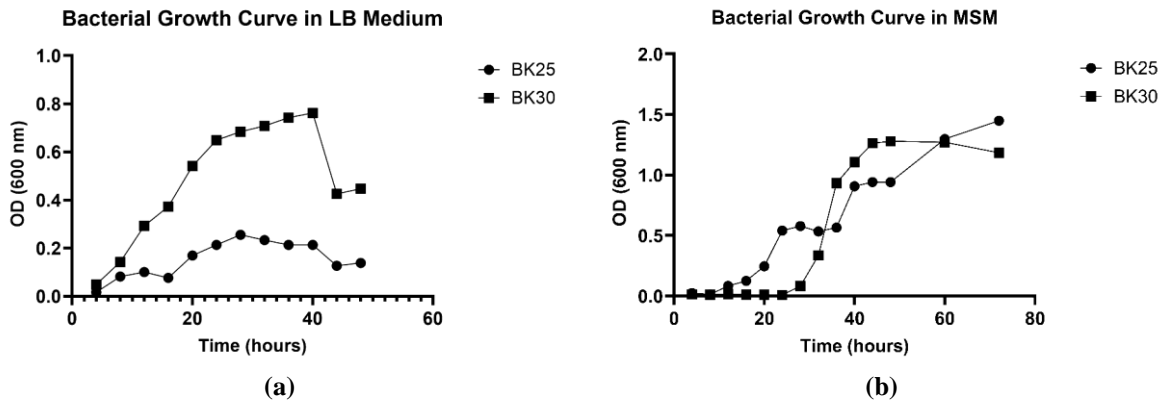 Bacterial Growth Curve in LB Medium
1.0
0.8
0.6
0.4
0.2
0.0
OD (600 nm)
0
20
40
60
Time (hours)
BK25
BK30
(a)
Bacterial Growth Curve in MSM
2.0
1.5
1.0
0.5
0.0
OD (600 nm)
0
20
40
60
80
Time (hours)
BK25
BK30
(b)